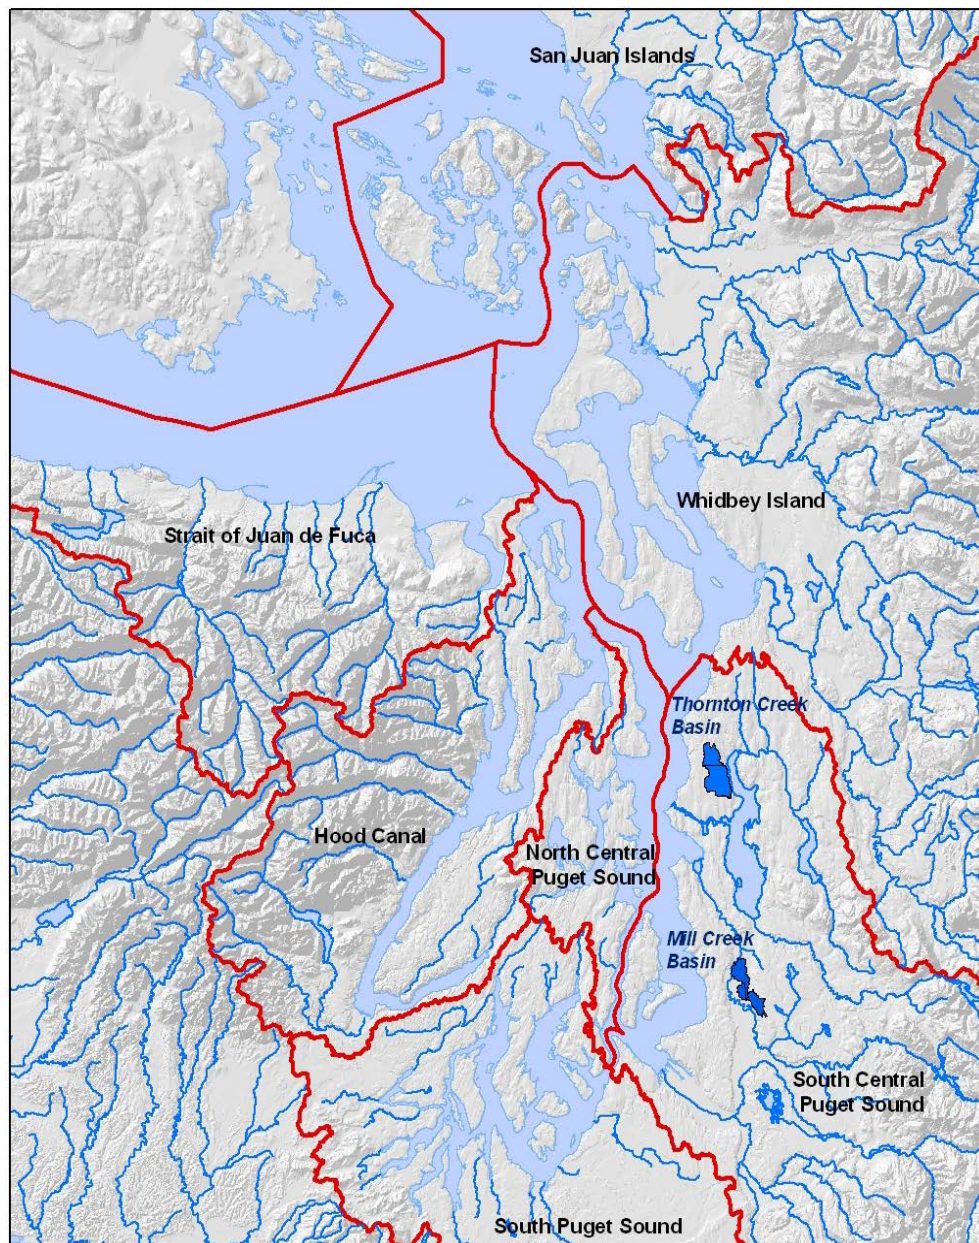 San Juan Islands
Whidbey Island
Strait of Juan de Fuca
Thornton Creek
Basin
Hood Canal
North Central
Puget Sound
Mill Creek
Basin
South Central
Puget Sound
South Puget Sound